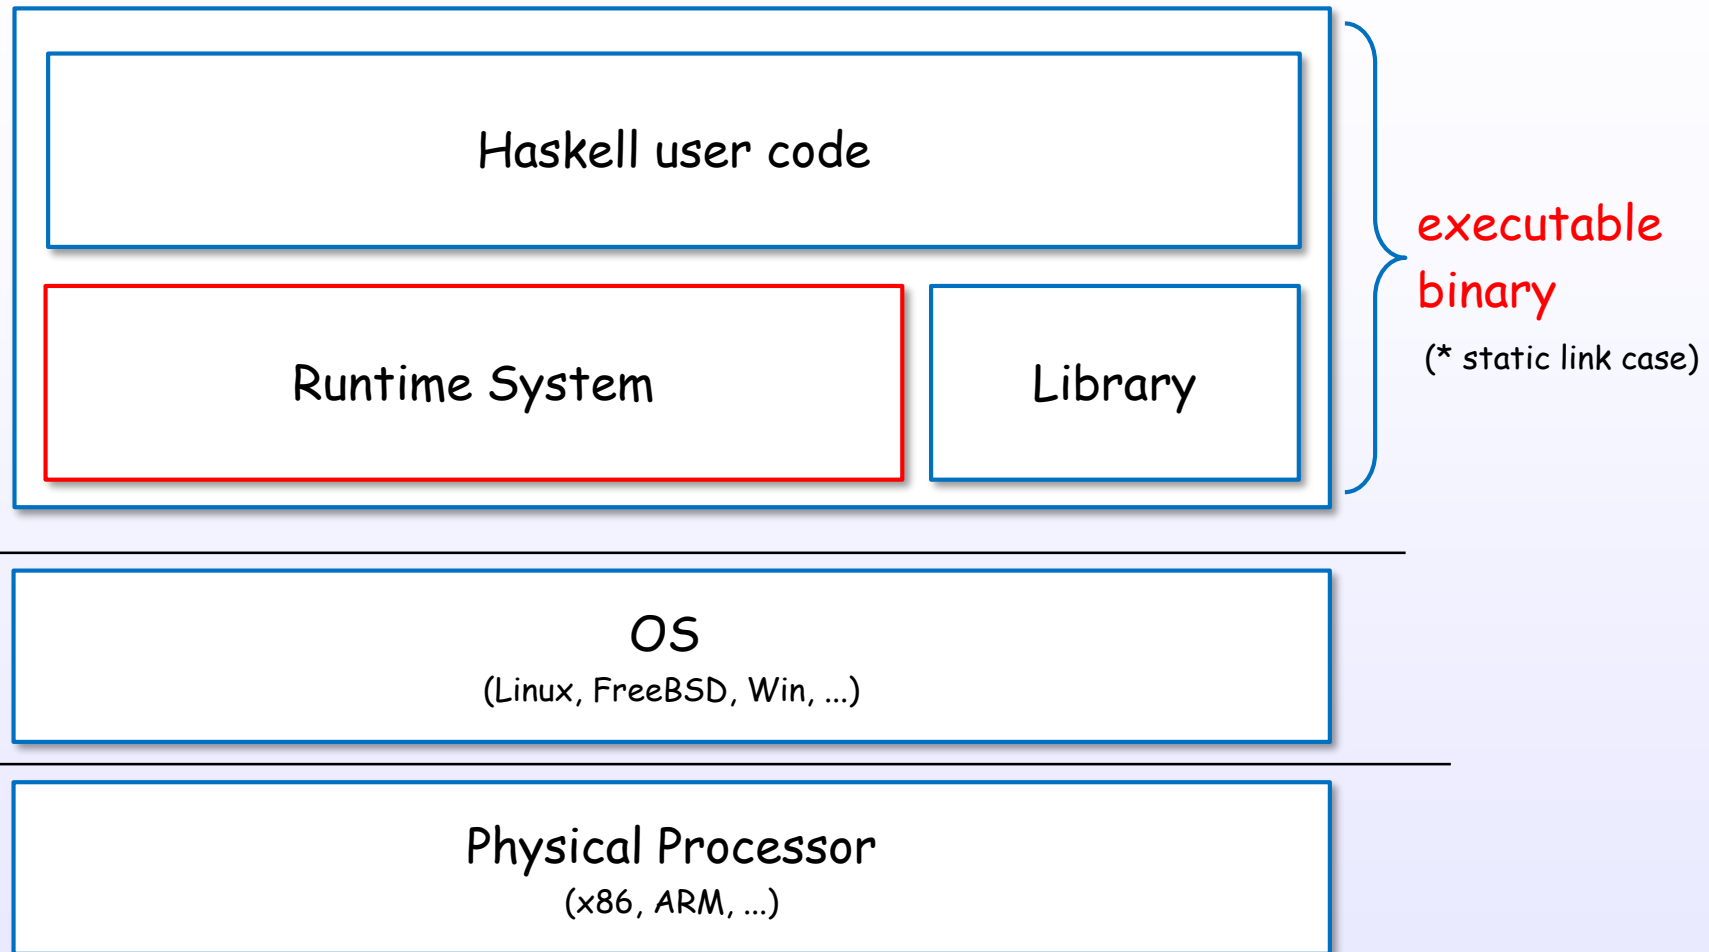 Haskell user code
executable
binary
(* static link case)
Runtime System
Library
OS
(Linux, FreeBSD, Win, ...)
Physical Processor
(x86, ARM, ...)